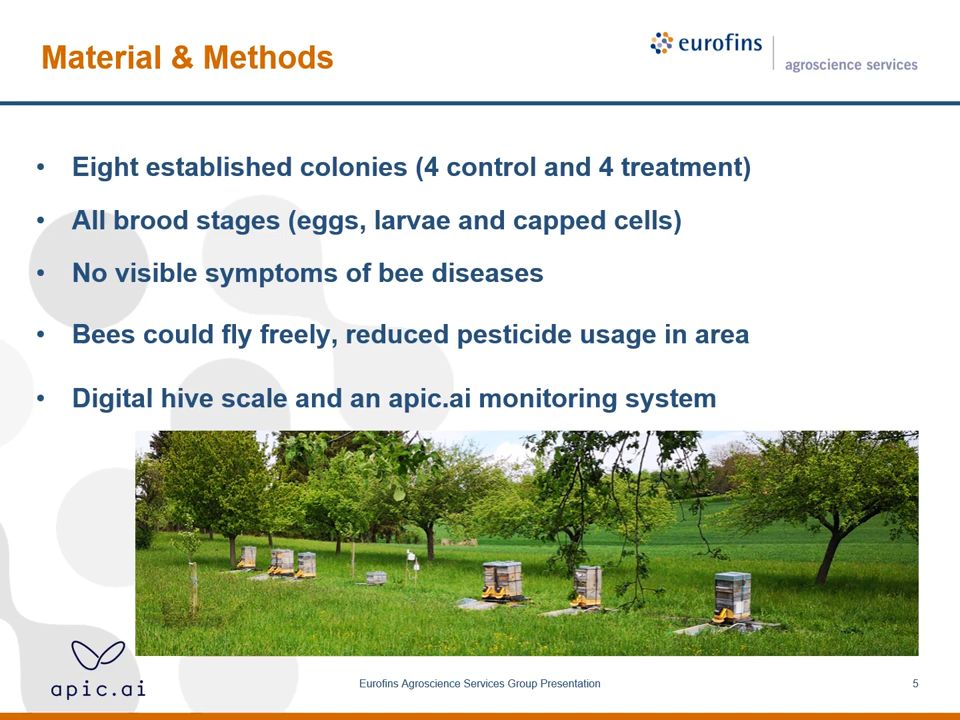 Material & Methods
eurofins
agroscience services
• Eight established colonies (4 control and 4 treatment)
• All brood stages (eggs, larvae and capped cells)
• No visible symptoms of bee diseases
• Bees could fly freely, reduced pesticide usage in area
• Digital hive scale and an apic.ai monitoring system
apic.ai
Eurofins Agroscience Services Group Presentation
5